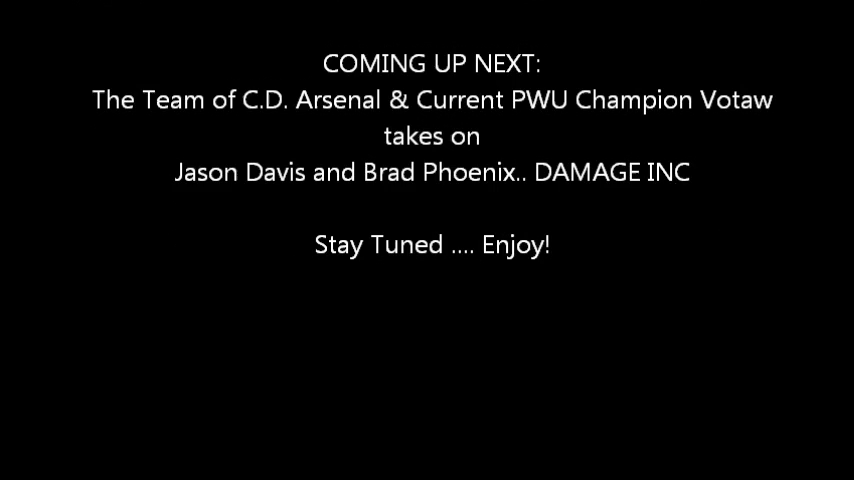 COMING UP NEXT:
The Team of C.D. Arsenal & Current PWU Champion Votaw
takes on
Jason Davis and Brad Phoenix.. DAMAGE INC
Stay Tuned .... Enjoy!